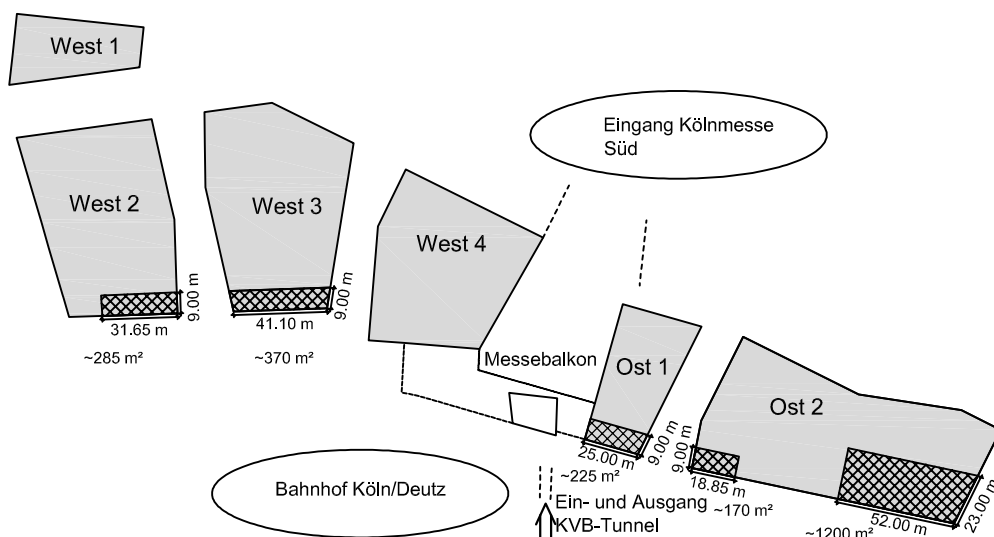 West 1
Eingang Kölnmesse
Süd
West 2
West 3
West 4
9.00 m
31.65 m
~285 m²
9.00 m
41.10 m
~370 m²
Messebalkon
Ost 1
Ost 2
9.00 m
25.00 m
~225 m²
9.00 m
18.85 m
~170 m²
23.00 m
52.00 m
~1200 m²
Bahnhof Köln/Deutz
Ein- und Ausgang
KVB-Tunnel